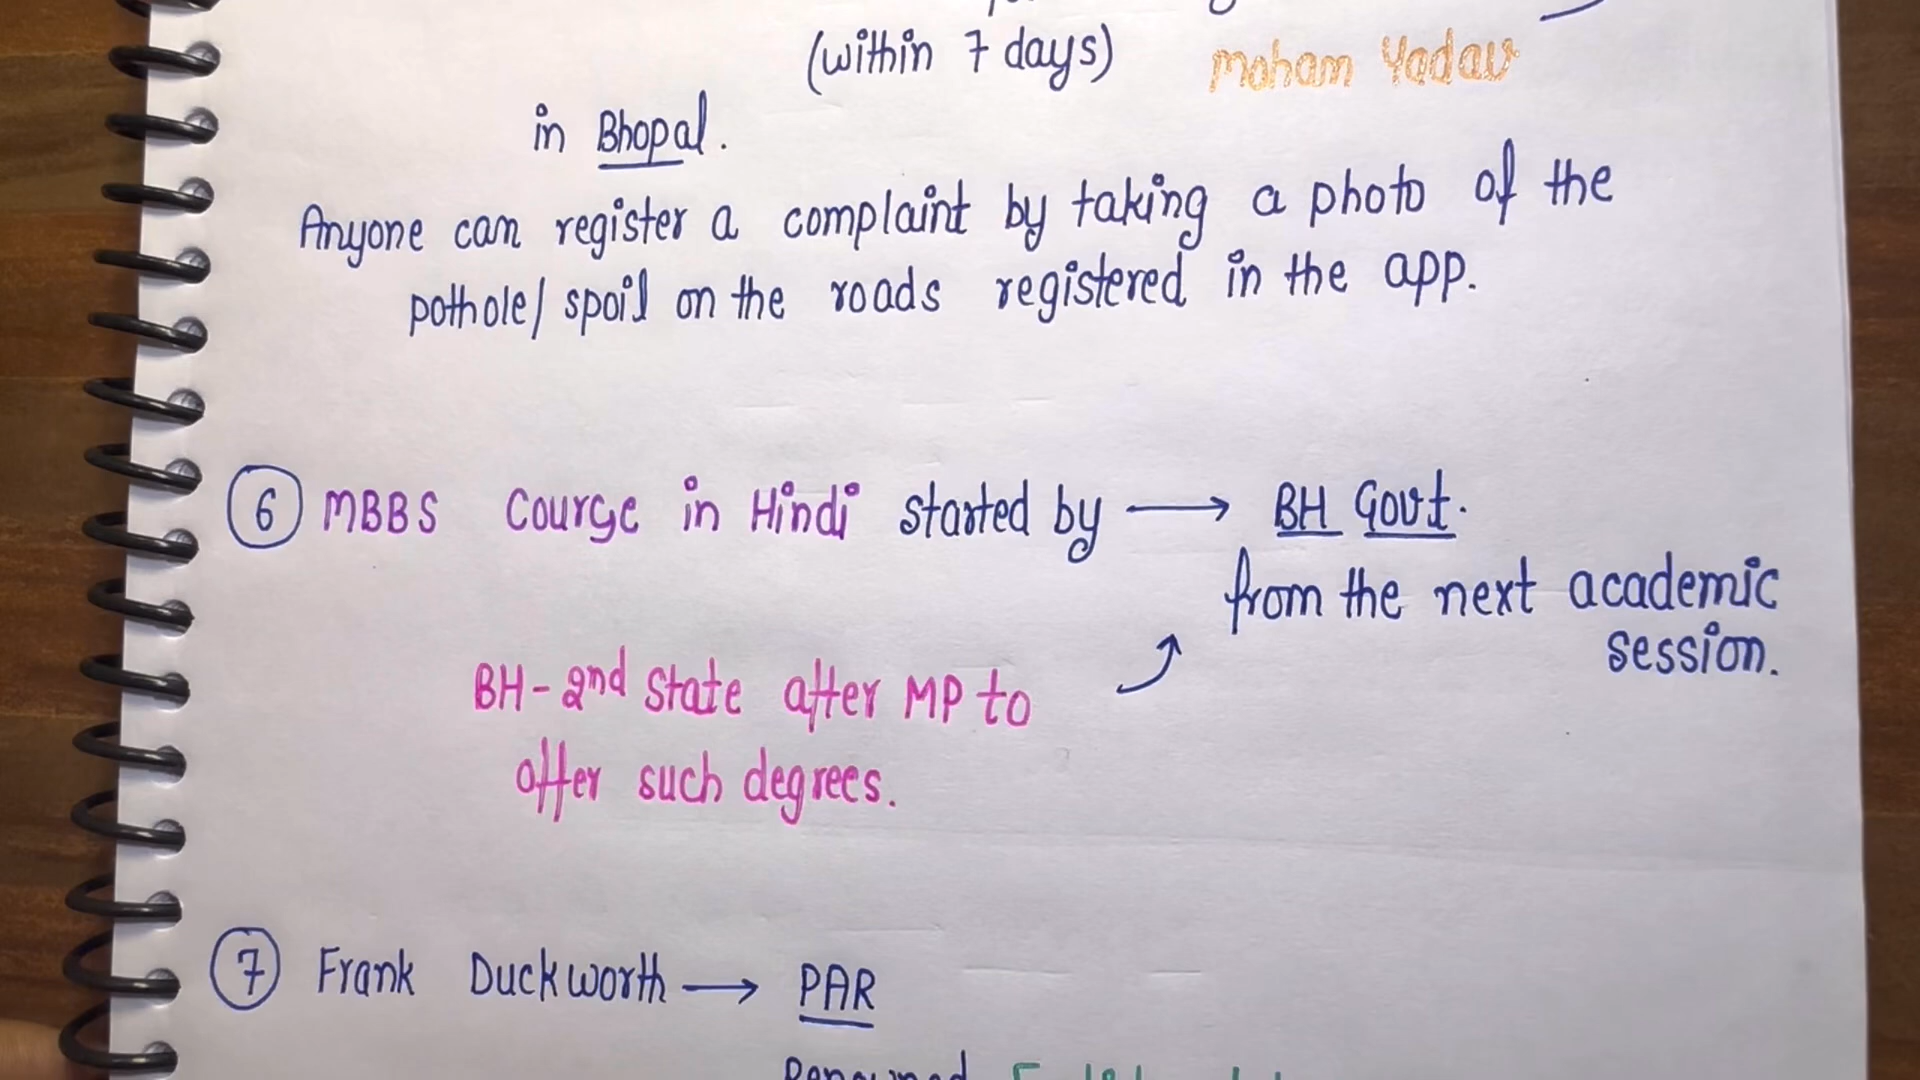 (within 7 days) Moham Yadav
in Bhopal.
Anyone can register a complaint by taking a photo of the
pothole/ spoil on the roads registered in the app.
6 MBBS Courge in Hindi started by → BH Govt.
from the next academic
session.
BH - 2nd State after MP to
offer such degrees.
7 Frank Duckworth → PAR
Renowned